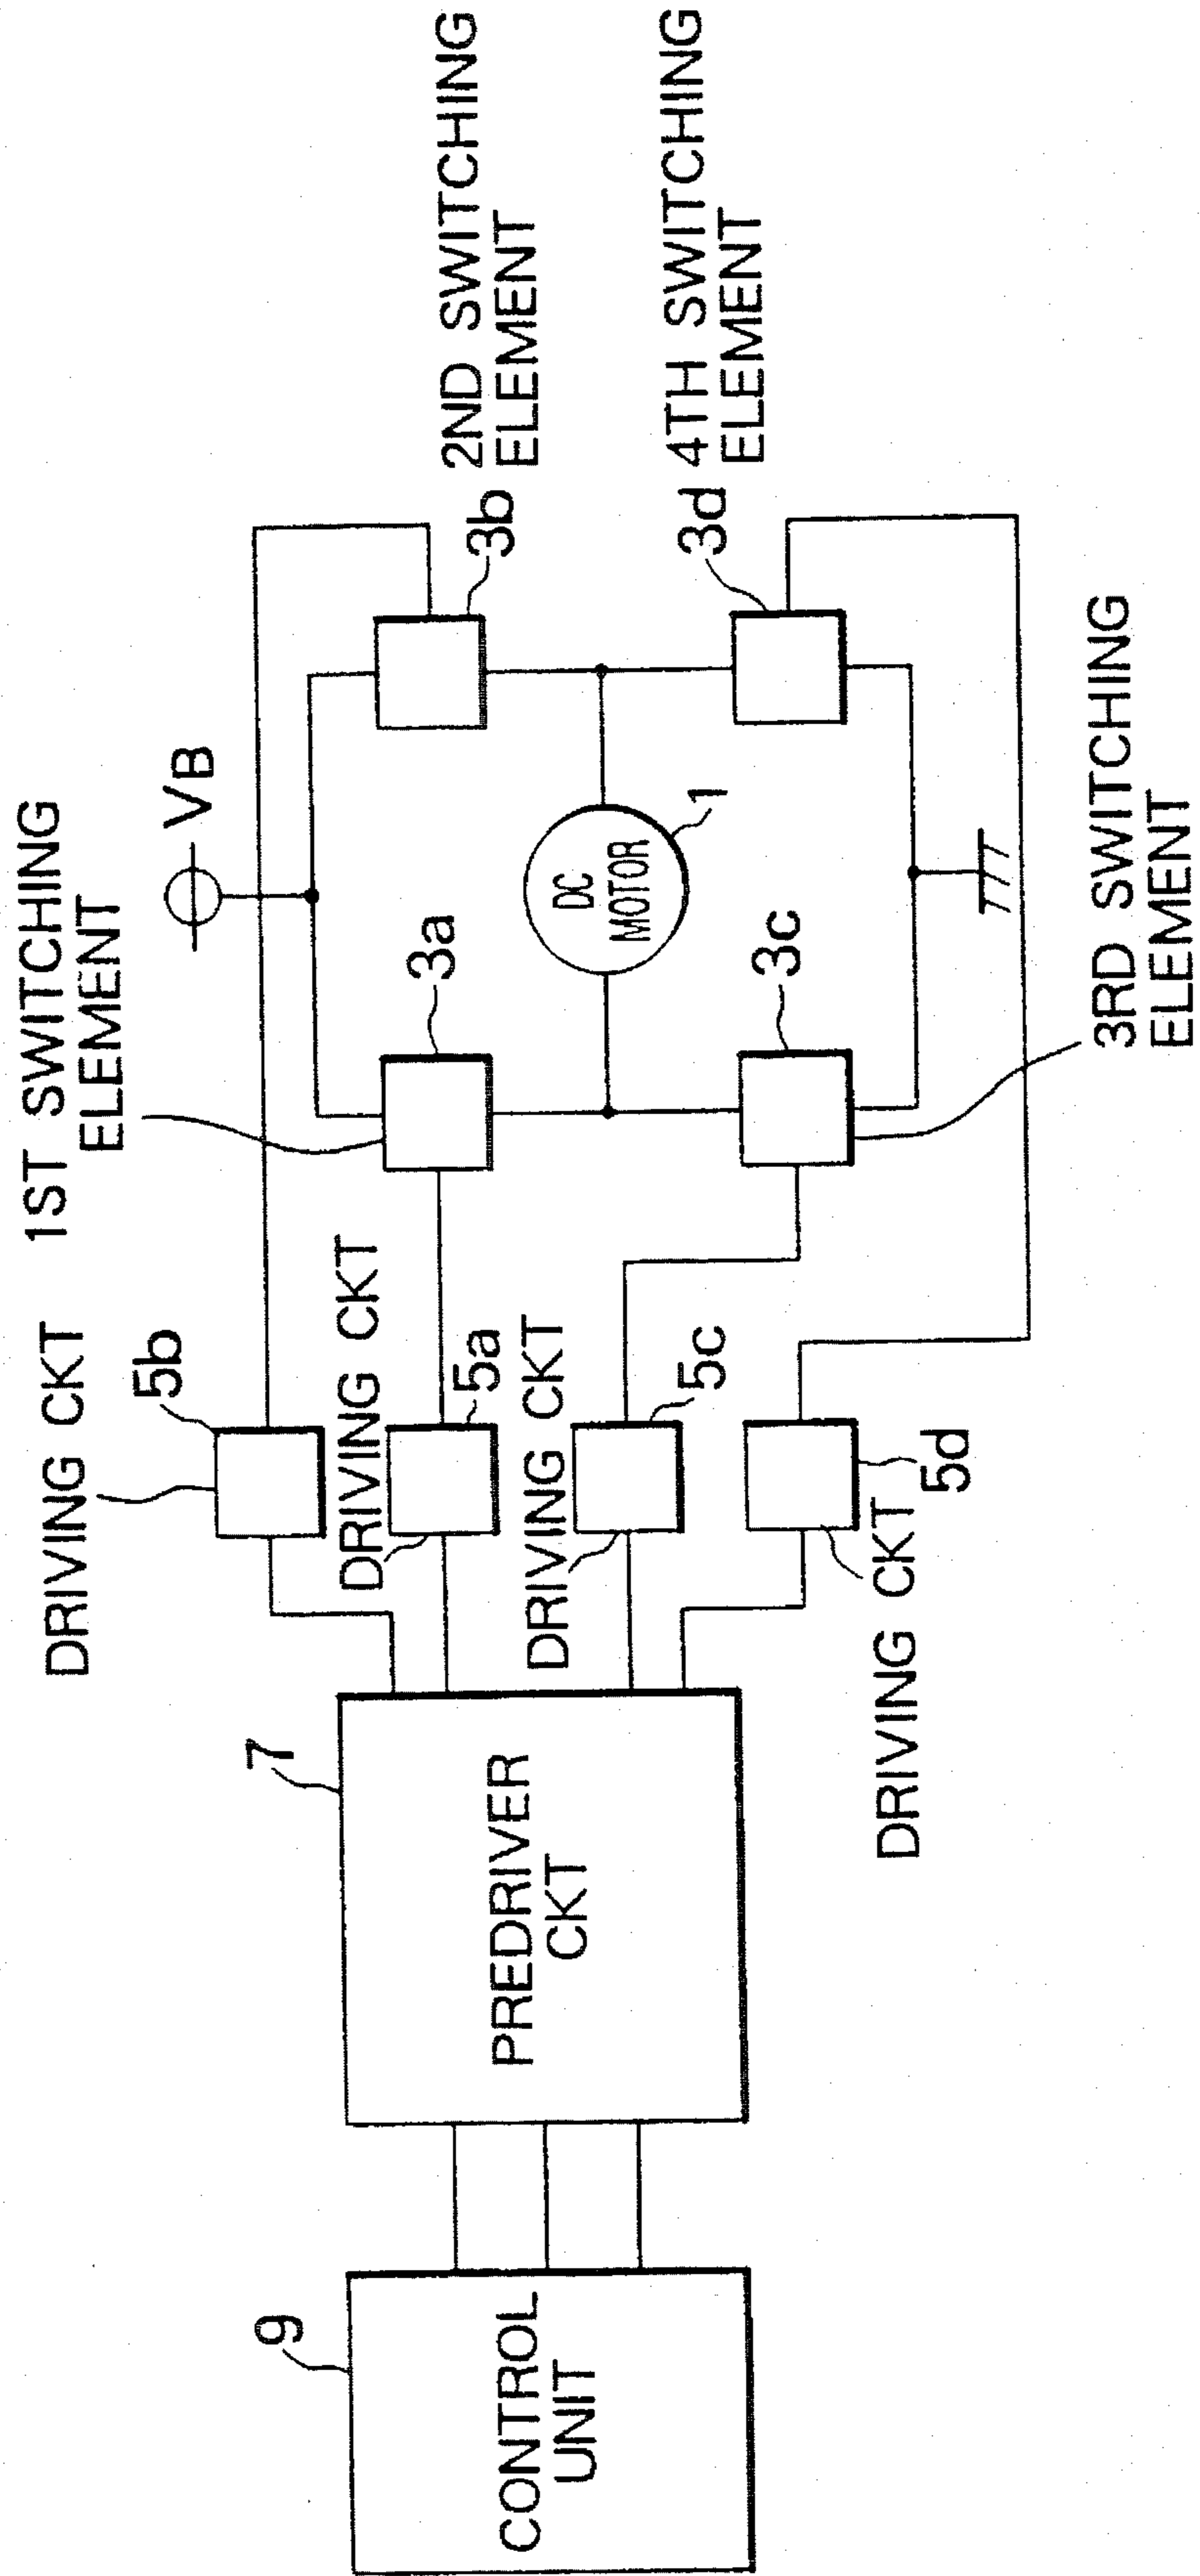 9
CONTROL
UNIT
7
PREDRIVER
CKT
DRIVING CKT
5b
DRIVING CKT
5a
DRIVING CKT
5c
DRIVING CKT
5d
1ST SWITCHING
ELEMENT
3a
VB
DC
MOTOR
1
3c
3RD SWITCHING
ELEMENT
3b
2ND SWITCHING
ELEMENT
3d
4TH SWITCHING
ELEMENT